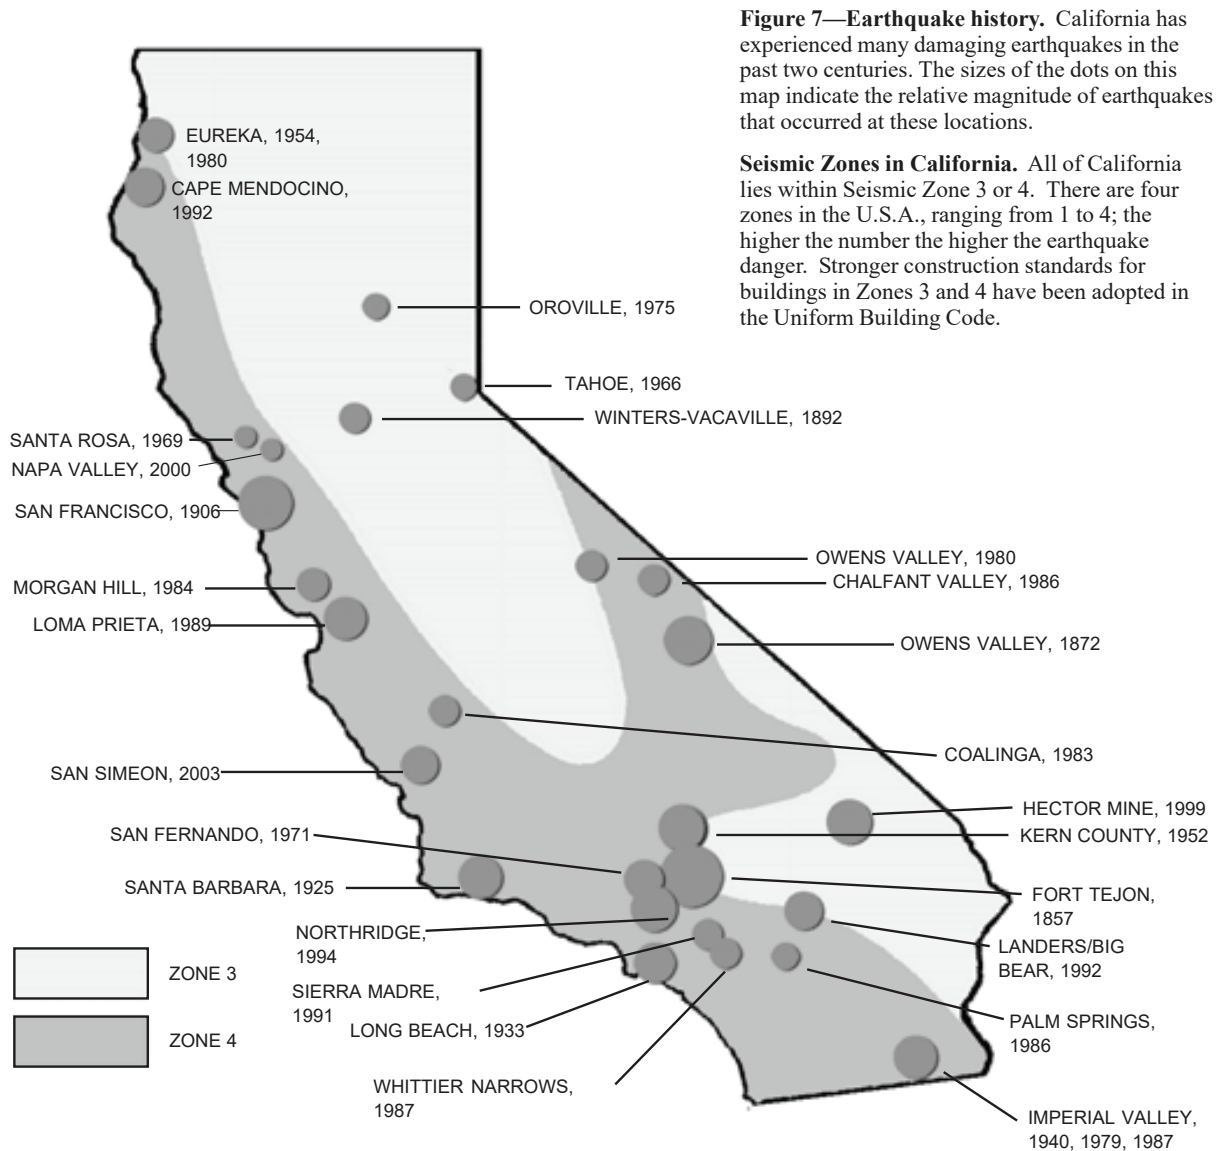 Figure 7—Earthquake history. California has
experienced many damaging earthquakes in the
past two centuries. The sizes of the dots on this
map indicate the relative magnitude of earthquakes
that occurred at these locations.
Seismic Zones in California. All of California
lies within Seismic Zone 3 or 4. There are four
zones in the U.S.A., ranging from 1 to 4; the
higher the number the higher the earthquake
danger. Stronger construction standards for
buildings in Zones 3 and 4 have been adopted in
the Uniform Building Code.
EUREKA, 1954,
1980
CAPE MENDOCINO,
1992
OROVILLE, 1975
TAHOE, 1966
WINTERS-VACAVILLE, 1892
SANTA ROSA, 1969
NAPA VALLEY, 2000
SAN FRANCISCO, 1906
OWENS VALLEY, 1980
CHALFANT VALLEY, 1986
MORGAN HILL, 1984
LOMA PRIETA, 1989
OWENS VALLEY, 1872
COALINGA, 1983
SAN SIMEON, 2003
HECTOR MINE, 1999
KERN COUNTY, 1952
SAN FERNANDO, 1971
SANTA BARBARA, 1925
FORT TEJON,
1857
NORTHRIDGE,
1994
LANDERS/BIG
BEAR, 1992
ZONE 3
SIERRA MADRE,
1991
LONG BEACH, 1933
PALM SPRINGS,
1986
ZONE 4
WHITTIER NARROWS,
1987
IMPERIAL VALLEY,
1940, 1979, 1987